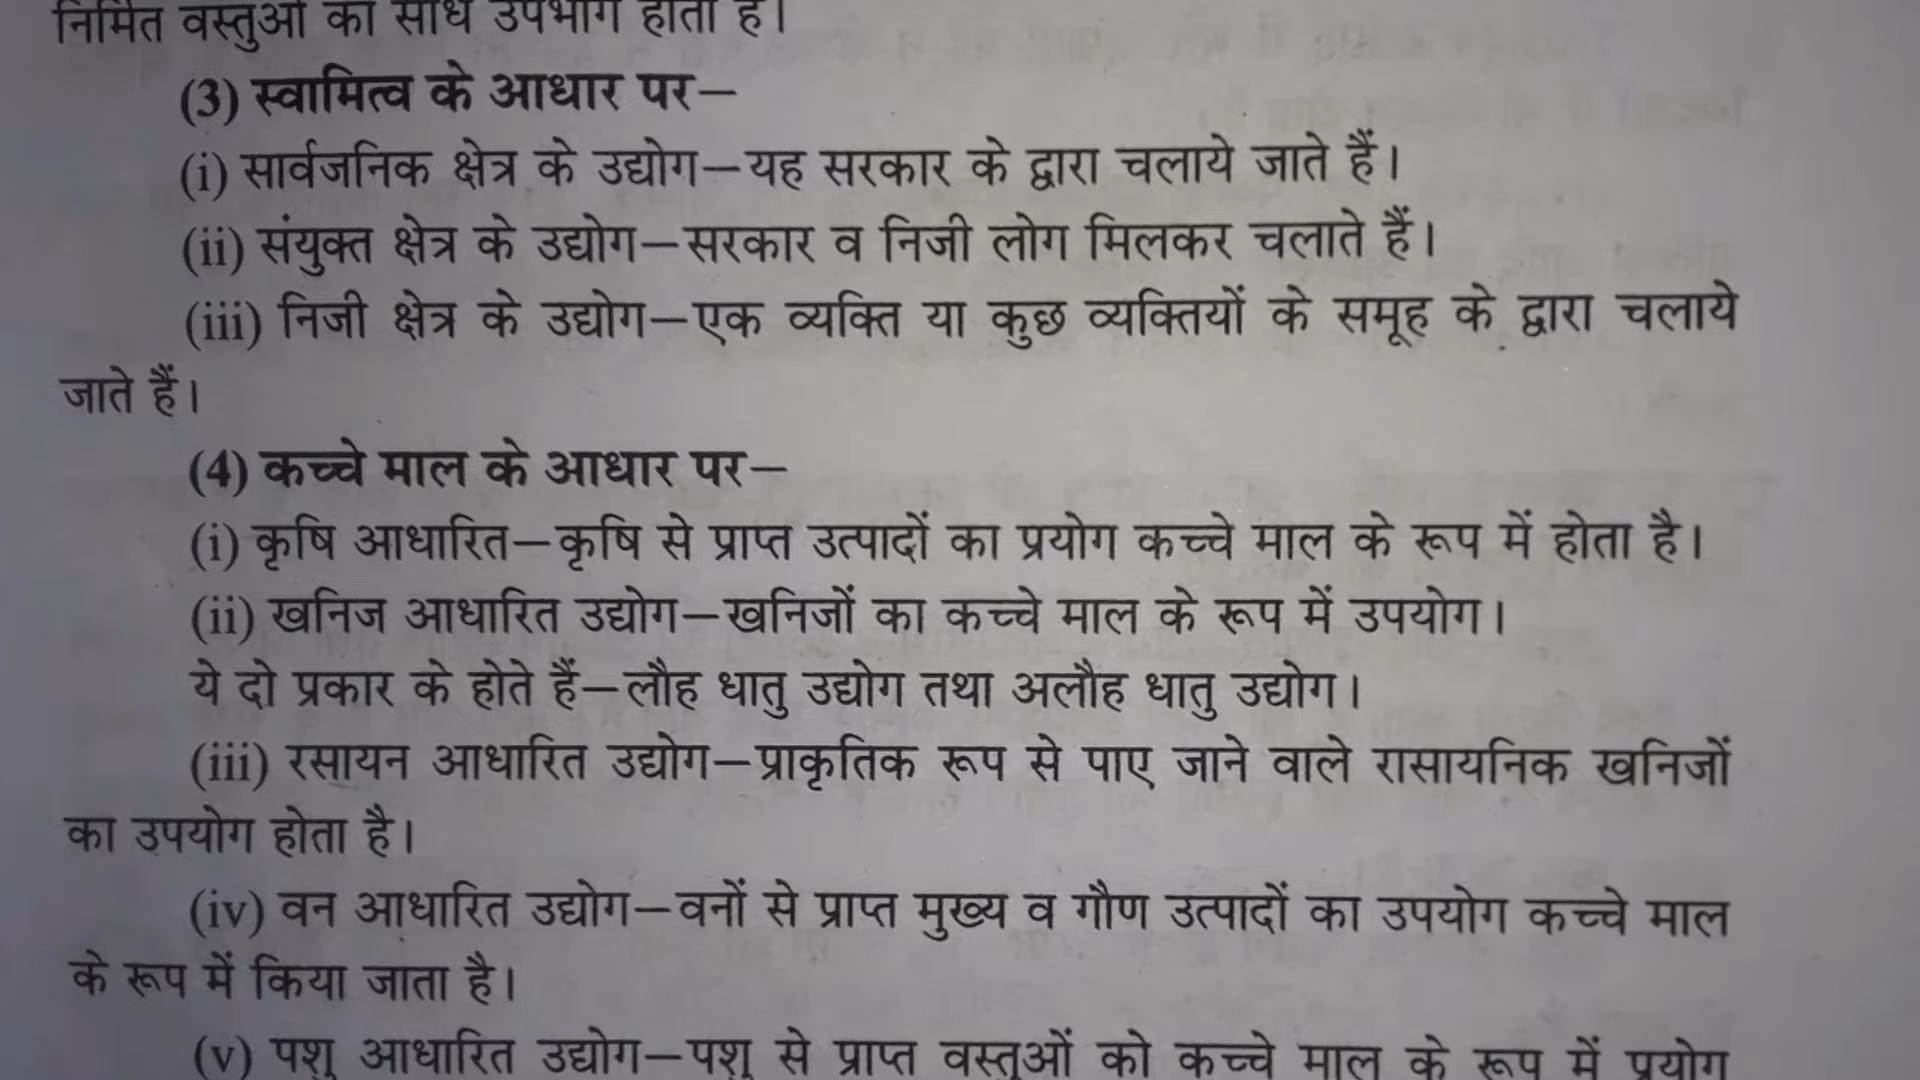 निर्मित वस्तुओं का सीधे उपभोग होता है।
(3) स्वामित्व के आधार पर—
(i) सार्वजनिक क्षेत्र के उद्योग—यह सरकार के द्वारा चलाये जाते हैं।
(ii) संयुक्त क्षेत्र के उद्योग—सरकार व निजी लोग मिलकर चलाते हैं।
(iii) निजी क्षेत्र के उद्योग—एक व्यक्ति या कुछ व्यक्तियों के समूह के द्वारा चलाये
जाते हैं।
(4) कच्चे माल के आधार पर—
(i) कृषि आधारित—कृषि से प्राप्त उत्पादों का प्रयोग कच्चे माल के रूप में होता है।
(ii) खनिज आधारित उद्योग—खनिजों का कच्चे माल के रूप में उपयोग।
ये दो प्रकार के होते हैं—लौह धातु उद्योग तथा अलौह धातु उद्योग।
(iii) रसायन आधारित उद्योग—प्राकृतिक रूप से पाए जाने वाले रासायनिक खनिजों
का उपयोग होता है।
(iv) वन आधारित उद्योग—वनों से प्राप्त मुख्य व गौण उत्पादों का उपयोग कच्चे माल
के रूप में किया जाता है।
(v) पशु आधारित उद्योग—पशु से प्राप्त वस्तुओं को कच्चे माल के रूप में प्रयोग